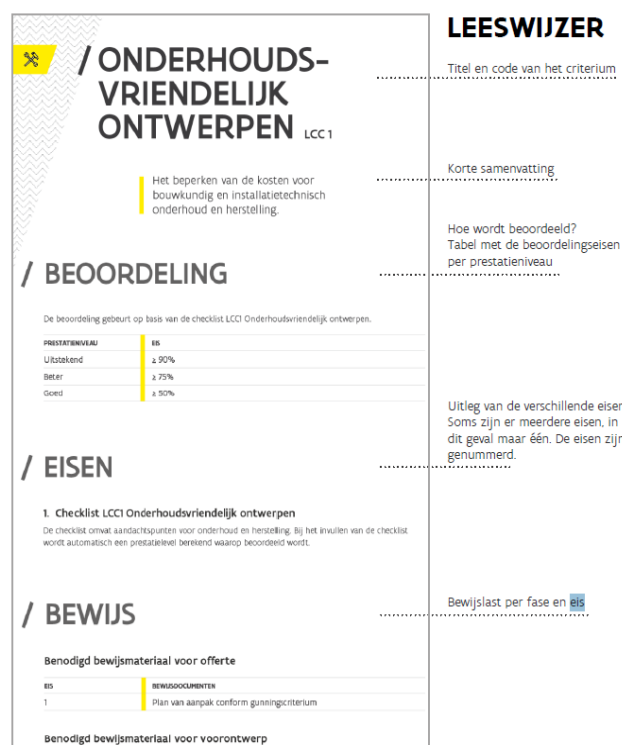 LEESWIJZER
/ ONDERHOUDS-
VRIENDELIJK
ONTWERPEN LCC 1
Titel en code van het criterium
Het beperken van de kosten voor
bouwkundig en installatietechnisch
onderhoud en herstelling.
Korte samenvatting
Hoe wordt beoordeeld?
Tabel met de beoordelingseisen
per prestatieniveau
/ BEOORDELING
De beoordeling gebeurt op basis van de checklist LCC1 Onderhoudsvriendelijk ontwerpen.
PRESTATIENIVEAU EIS
Uitstekend ≥ 90%
Beter ≥ 75%
Goed ≥ 50%
Uitleg van de verschillende eisen
Soms zijn er meerdere eisen, in
dit geval maar één. De eisen zijn
genummerd.
/ EISEN
1. Checklist LCC1 Onderhoudsvriendelijk ontwerpen
De checklist omvat aandachtspunten voor onderhoud en herstelling. Bij het invullen van de checklist
wordt automatisch een prestatielevel berekend waarop beoordeeld wordt.
Bewijslast per fase en eis
/ BEWIJS
Benodigd bewijsmateriaal voor offerte
EIS BEWIJSDOCUMENTEN
1 Plan van aanpak conform gunningscriterium
Benodigd bewijsmateriaal voor voorontwerp